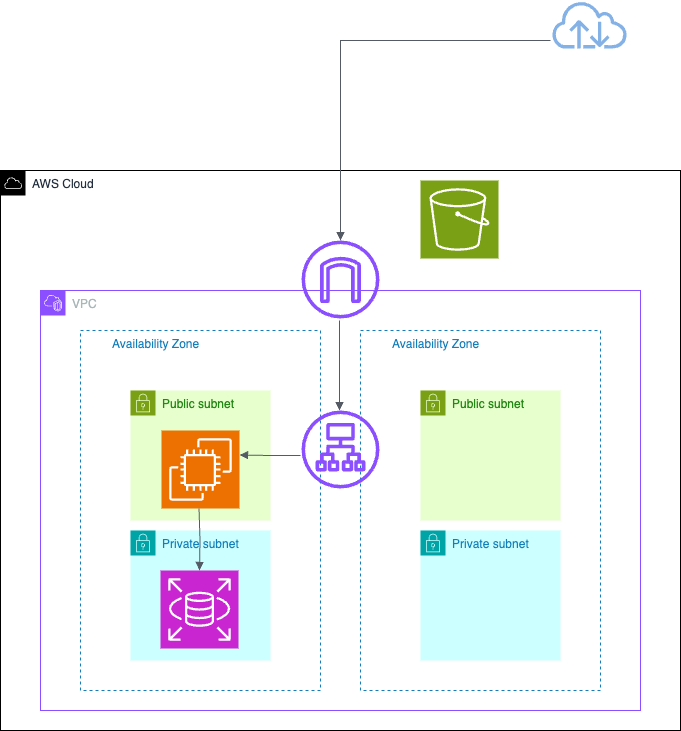 AWS Cloud
VPC
Availability Zone
Availability Zone
Public subnet
Public subnet
Private subnet
Private subnet